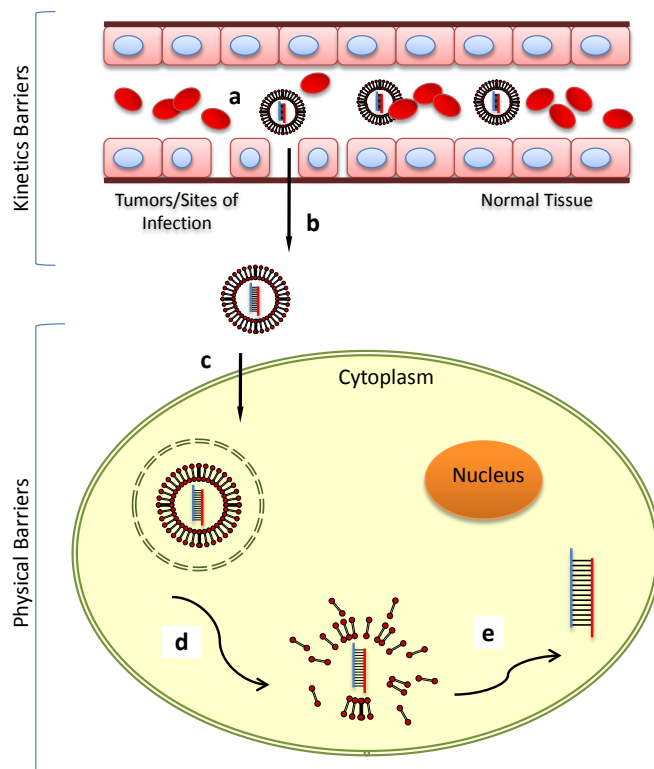 Kinetics Barriers
a
Tumors/Sites of
Infection
Normal Tissue
b
Physical Barriers
c
Cytoplasm
Nucleus
d
e